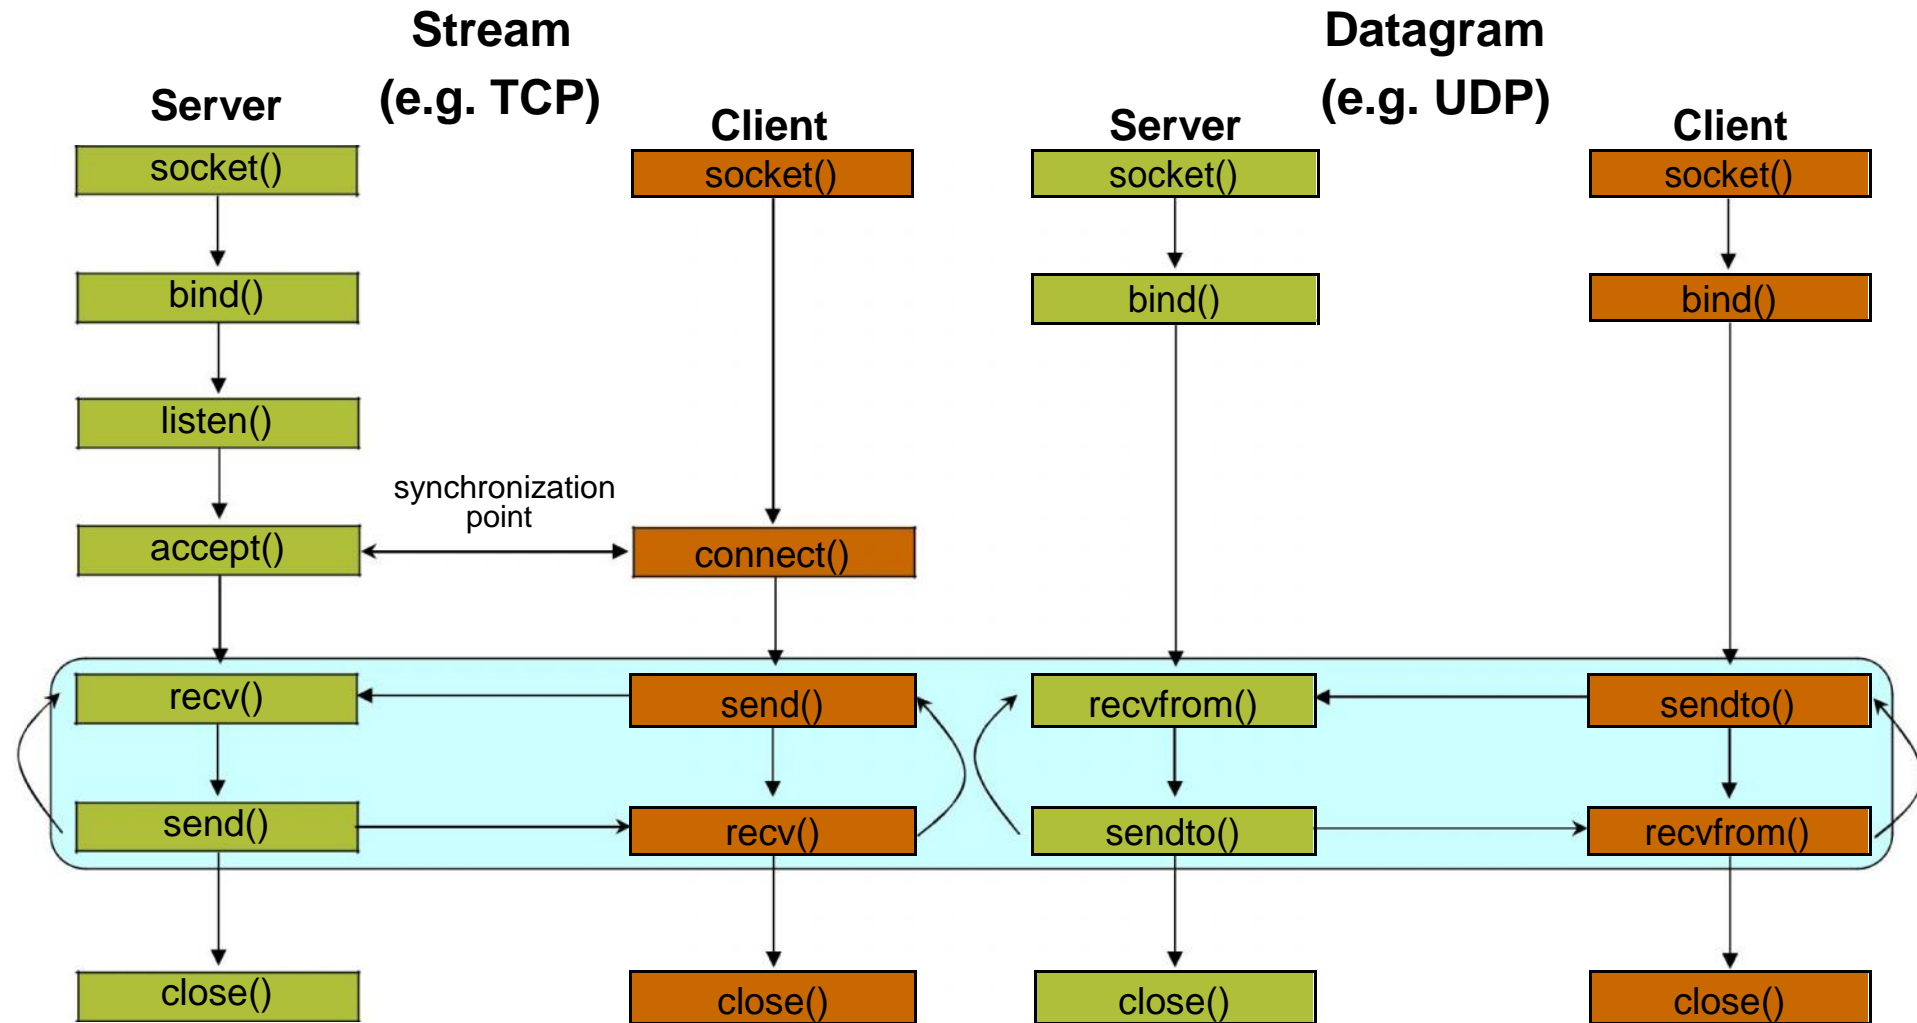 Stream
(e.g. TCP)
Datagram
(e.g. UDP)
Server
Client
Server
Client
socket()
socket()
socket()
socket()
bind()
bind()
bind()
listen()
synchronization
point
accept()
connect()
recv()
send()
recvfrom()
sendto()
send()
recv()
sendto()
recvfrom()
close()
close()
close()
close()